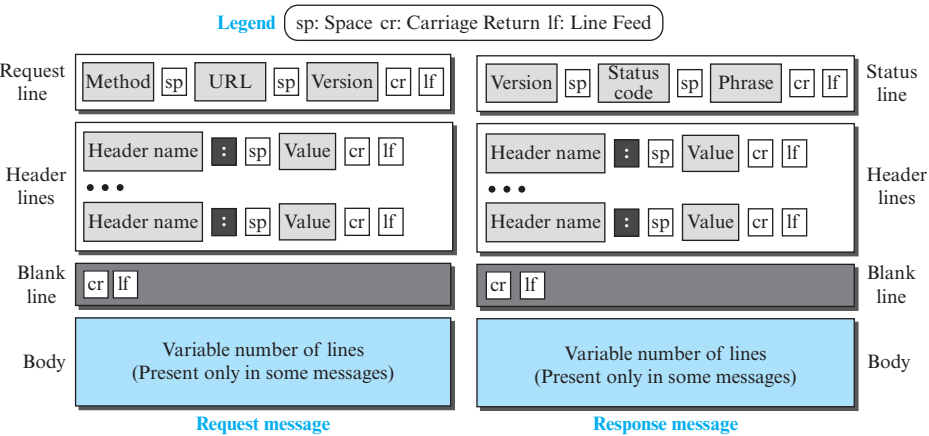 Legend sp: Space cr: Carriage Return lf: Line Feed
Request line
Method sp URL sp Version cr lf
Header lines
Header name : sp Value cr lf
•••
Header name : sp Value cr lf
Blank line
cr lf
Body
Variable number of lines
(Present only in some messages)
Request message
Version sp Status code sp Phrase cr lf
Status line
Header name : sp Value cr lf
•••
Header name : sp Value cr lf
Header lines
cr lf
Blank line
Variable number of lines
(Present only in some messages)
Body
Response message